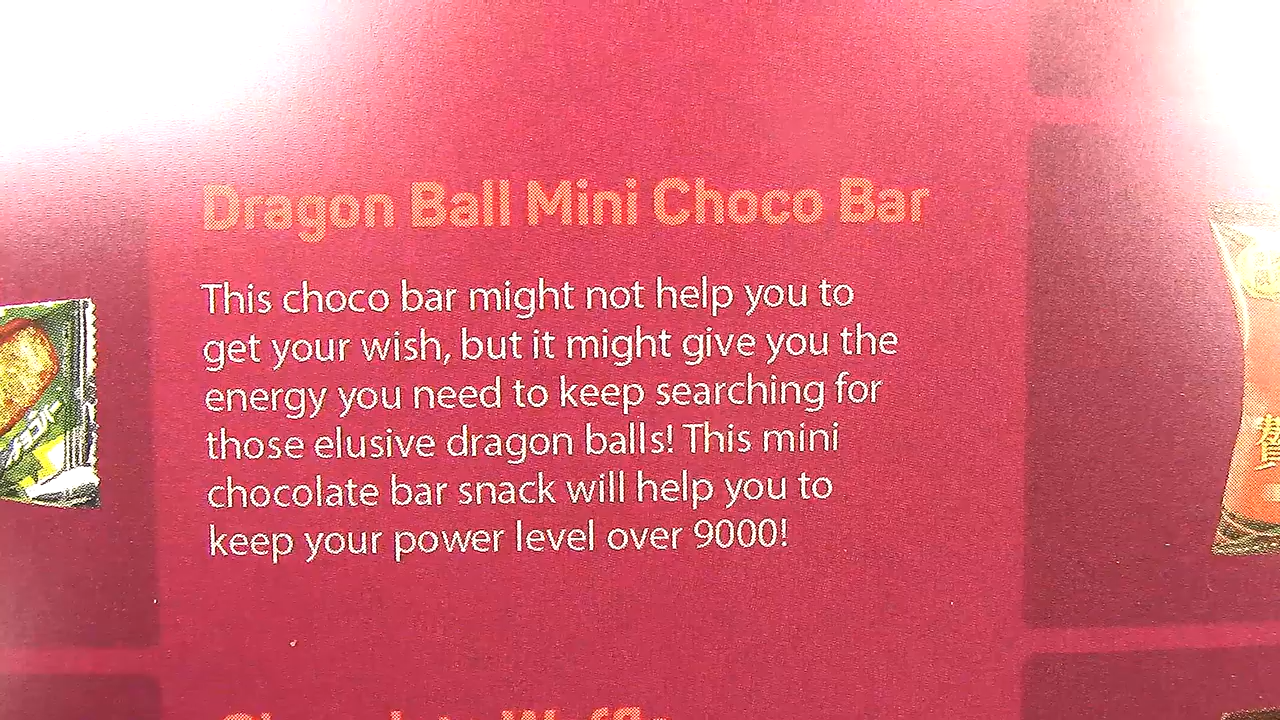 Dragon Ball Mini Choco Bar
This choco bar might not help you to
get your wish, but it might give you the
energy you need to keep searching for
those elusive dragon balls! This mini
chocolate bar snack will help you to
keep your power level over 9000!